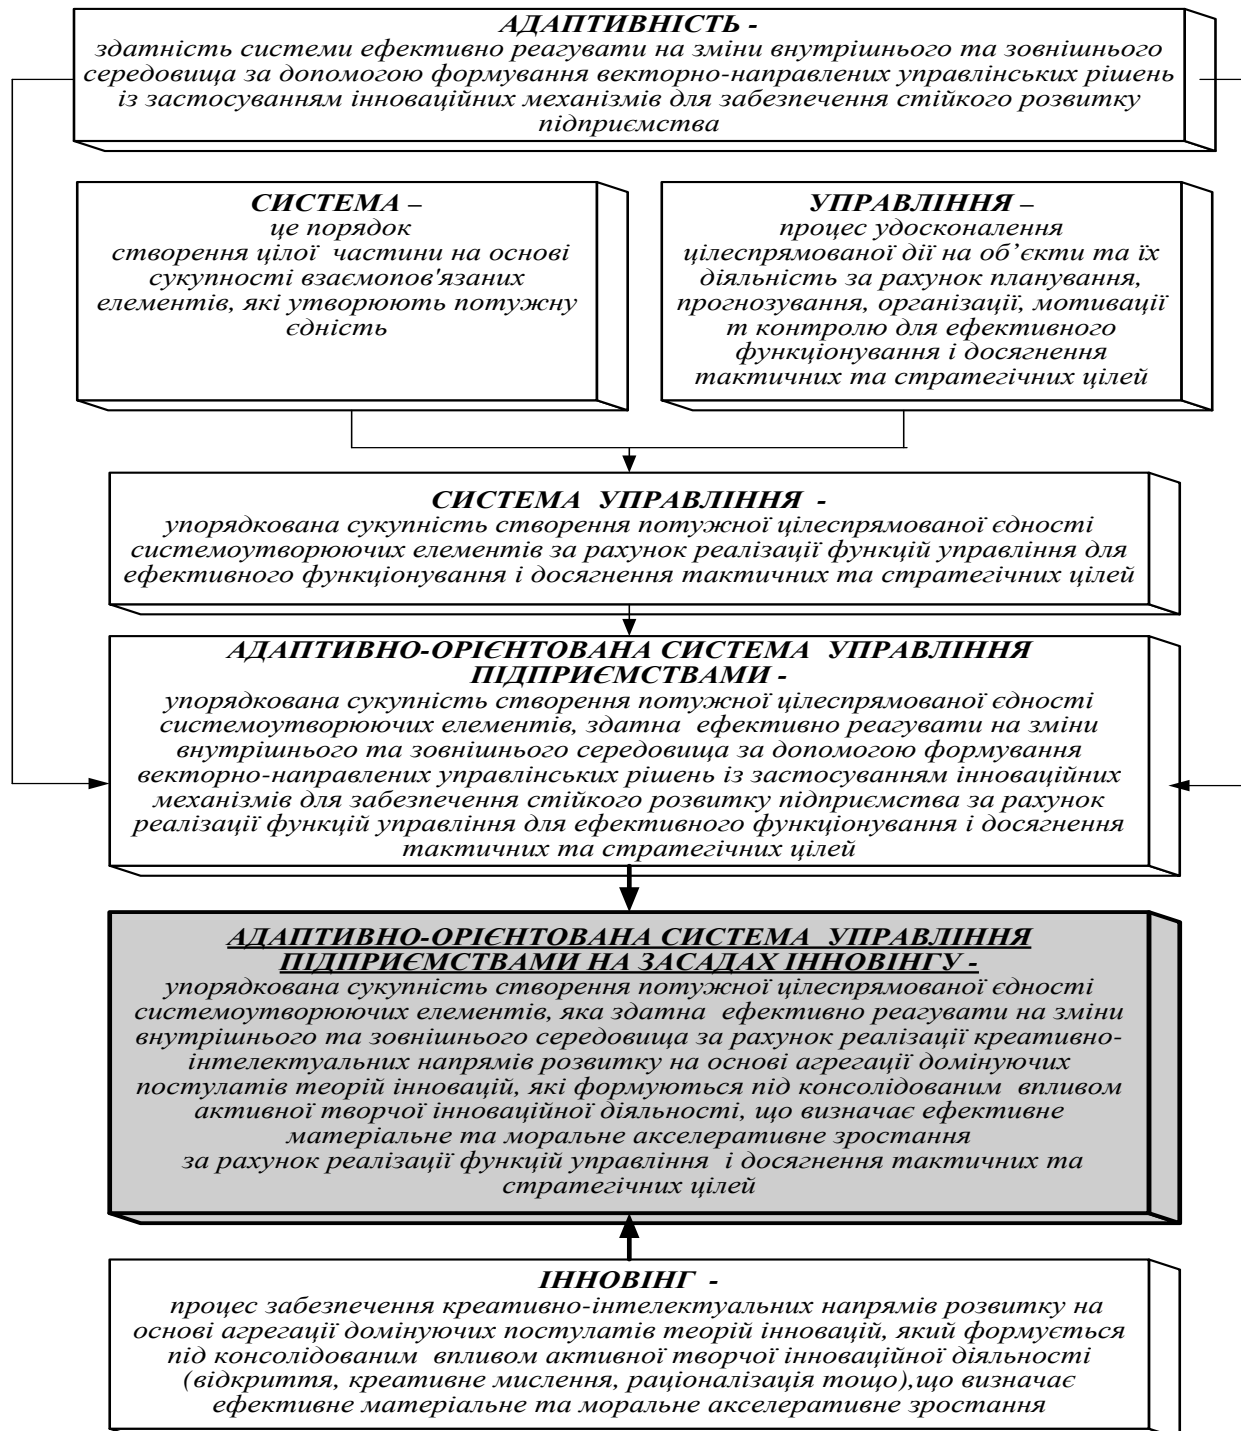 АДАПТИВНІСТЬ -
здатність системи ефективно реагувати на зміни внутрішнього та зовнішнього
середовища за допомогою формування векторно-направлених управлінських рішень
із застосуванням інноваційних механізмів для забезпечення стійкого розвитку
підприємства
СИСТЕМА –
це порядок
створення цілої частини на основі
сукупності взаємопов'язаних
елементів, які утворюють потужну
єдність
УПРАВЛІННЯ –
процес удосконалення
цілеспрямованої дії на об’єкти та їх
діяльність за рахунок планування,
прогнозування, організації, мотивації
т контролю для ефективного
функціонування і досягнення
тактичних та стратегічних цілей
СИСТЕМА УПРАВЛІННЯ -
упорядкована сукупність створення потужної цілеспрямованої єдності
системоутворюючих елементів за рахунок реалізації функцій управління для
ефективного функціонування і досягнення тактичних та стратегічних цілей
АДАПТИВНО-ОРІЄНТОВАНА СИСТЕМА УПРАВЛІННЯ
ПІДПРИЄМСТВАМИ -
упорядкована сукупність створення потужної цілеспрямованої єдності
системоутворюючих елементів, здатна ефективно реагувати на зміни
внутрішнього та зовнішнього середовища за допомогою формування
векторно-направлених управлінських рішень із застосуванням інноваційних
механізмів для забезпечення стійкого розвитку підприємства за рахунок
реалізації функцій управління для ефективного функціонування і досягнення
тактичних та стратегічних цілей
АДАПТИВНО-ОРІЄНТОВАНА СИСТЕМА УПРАВЛІННЯ
ПІДПРИЄМСТВАМИ НА ЗАСАДАХ ІННОВІНГУ -
упорядкована сукупність створення потужної цілеспрямованої єдності
системоутворюючих елементів, яка здатна ефективно реагувати на зміни
внутрішнього та зовнішнього середовища за рахунок реалізації креативно-
інтелектуальних напрямів розвитку на основі агрегації домінуючих
постулатів теорій інновацій, які формуються під консолідованим впливом
активної творчої інноваційної діяльності, що визначає ефективне
матеріальне та моральне акселеративне зростання
за рахунок реалізації функцій управління і досягнення тактичних та
стратегічних цілей
ІННОВІНГ -
процес забезпечення креативно-інтелектуальних напрямів розвитку на
основі агрегації домінуючих постулатів теорій інновацій, який формується
під консолідованим впливом активної творчої інноваційної діяльності
(відкриття, креативне мислення, раціоналізація тощо),що визначає
ефективне матеріальне та моральне акселеративне зростання